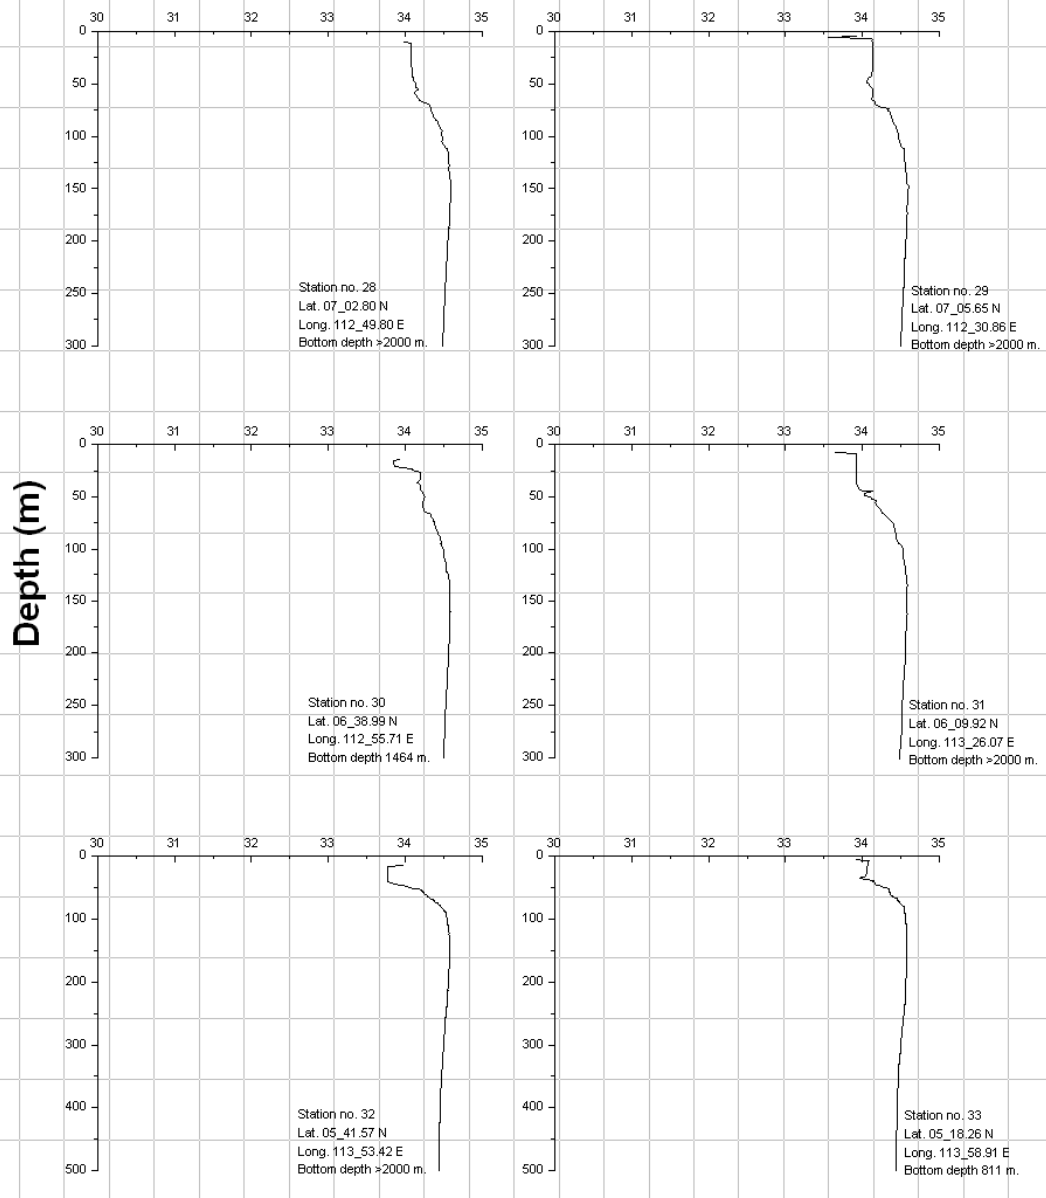 30 31 32 33 34 35
0
50
100
150
200
250
300
Station no. 28
Lat. 07_02.80 N
Long. 112_49.80 E
Bottom depth >2000 m.
30 31 32 33 34 35
0
50
100
150
200
250
300
Station no. 29
Lat. 07_05.65 N
Long. 112_30.86 E
Bottom depth >2000 m.
Depth (m)
30 31 32 33 34 35
0
50
100
150
200
250
300
Station no. 30
Lat. 06_38.99 N
Long. 112_55.71 E
Bottom depth 1464 m.
30 31 32 33 34 35
0
50
100
150
200
250
300
Station no. 31
Lat. 06_09.92 N
Long. 113_26.07 E
Bottom depth >2000 m.
30 31 32 33 34 35
0
100
200
300
400
500
Station no. 32
Lat. 05_41.57 N
Long. 113_53.42 E
Bottom depth >2000 m.
30 31 32 33 34 35
0
100
200
300
400
500
Station no. 33
Lat. 05_18.26 N
Long. 113_58.91 E
Bottom depth 811 m.